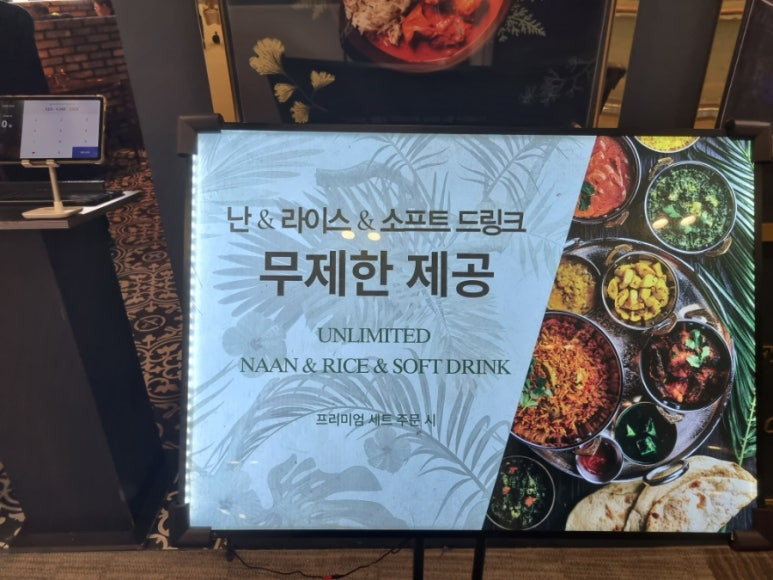 난 & 라이스 & 소프트 드링크
무제한 제공
UNLIMITED
NAAN & RICE & SOFT DRINK
프리미엄 세트 주문 시